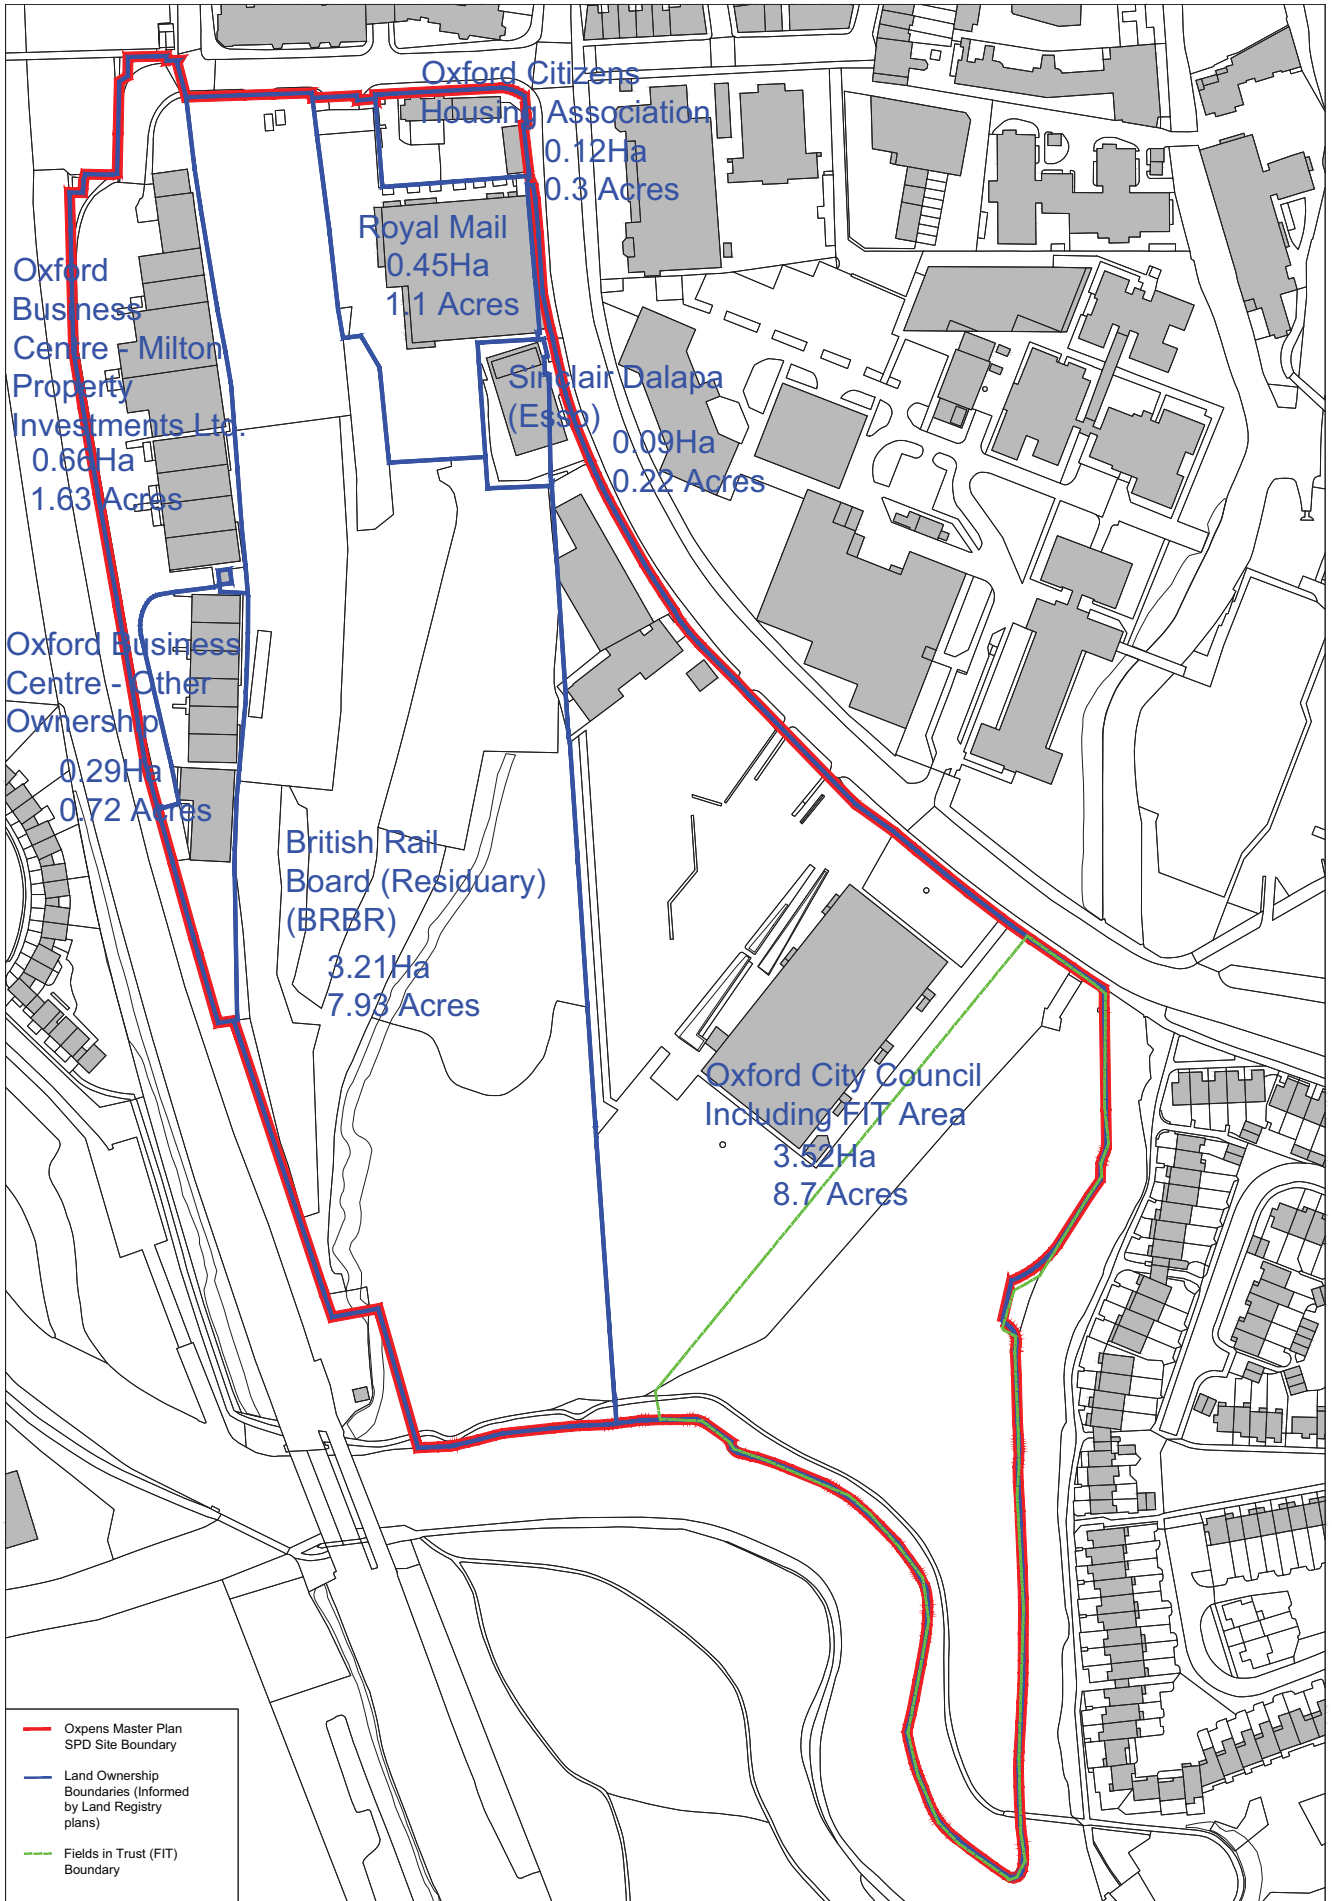 Oxford Citizens
Housing Association
0.12Ha
0.3 Acres
Royal Mail
0.45Ha
1.1 Acres
Oxford
Business
Centre - Milton
Property
Investments Ltd.
0.66Ha
1.63 Acres
Sinclair Dalapa
(Esso)
0.09Ha
0.22 Acres
Oxford Business
Centre - Other
Ownership
0.29Ha
0.72 Acres
British Rail
Board (Residuary)
(BRBR)
3.21Ha
7.93 Acres
Oxford City Council
Including FIT Area
3.52Ha
8.7 Acres
Oxpens Master Plan
SPD Site Boundary
Land Ownership
Boundaries (Informed
by Land Registry
plans)
Fields in Trust (FIT)
Boundary